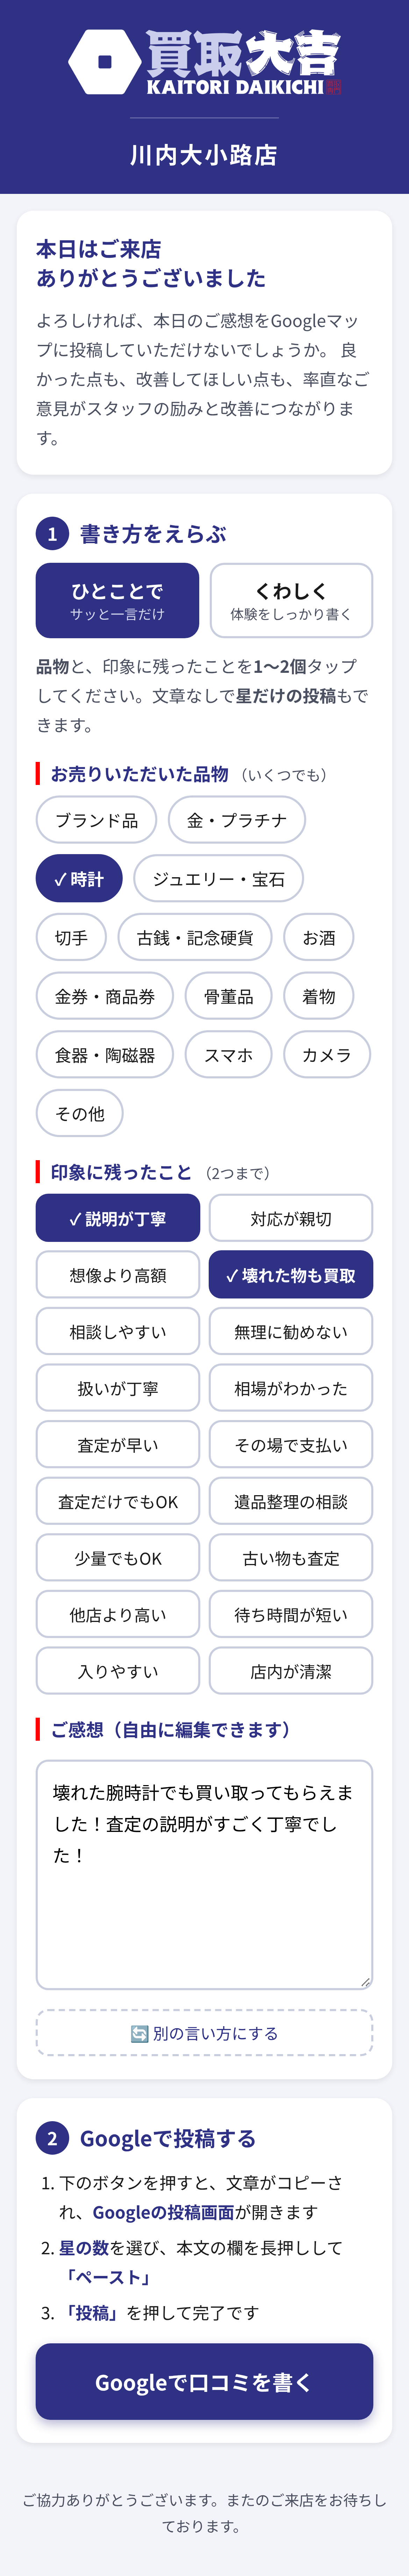 買取大吉
KAITORI DAIKICHI
川内大小路店
本日はご来店
ありがとうございました
よろしければ、本日のご感想をGoogleマッ
プに投稿していただけないでしょうか。 良
かった点も、改善してほしい点も、率直なご
意見がスタッフの励みと改善につながりま
す。
1 書き方をえらぶ
ひとことで くわしく
サッと一言だけ 体験をしっかり書く
品物と、印象に残ったことを1〜2個タップ
してください。文章なしで星だけの投稿もで
きます。
お売りいただいた品物 （いくつでも）
ブランド品 金・プラチナ
✓ 時計 ジュエリー・宝石
切手 古銭・記念硬貨 お酒
金券・商品券 骨董品 着物
食器・陶磁器 スマホ カメラ
その他
印象に残ったこと （2つまで）
✓ 説明が丁寧 対応が親切
想像より高額 ✓ 壊れた物も買取
相談しやすい 無理に勧めない
扱いが丁寧 相場がわかった
査定が早い その場で支払い
査定だけでもOK 遺品整理の相談
少量でもOK 古い物も査定
他店より高い 待ち時間が短い
入りやすい 店内が清潔
ご感想（自由に編集できます）
壊れた腕時計でも買い取ってもらえま
した！査定の説明がすごく丁寧でし
た！
🔄 別の言い方にする
2 Googleで投稿する
1. 下のボタンを押すと、文章がコピーさ
れ、Googleの投稿画面が開きます
2. 星の数を選び、本文の欄を長押しして
「ペースト」
3. 「投稿」を押して完了です
Googleで口コミを書く
ご協力ありがとうございます。またのご来店をお待ちし
ております。